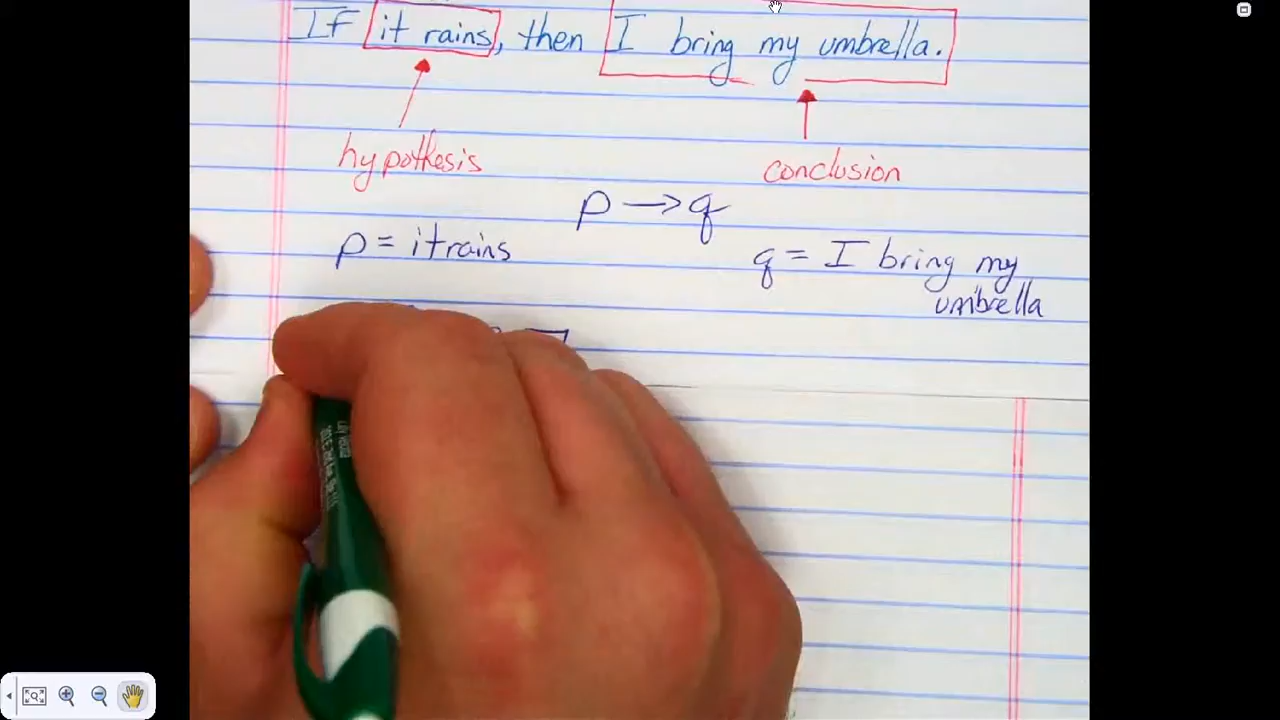 If it rains, then I bring my umbrella.
hypothesis conclusion
p → q
p = it rains q = I bring my
umbrella